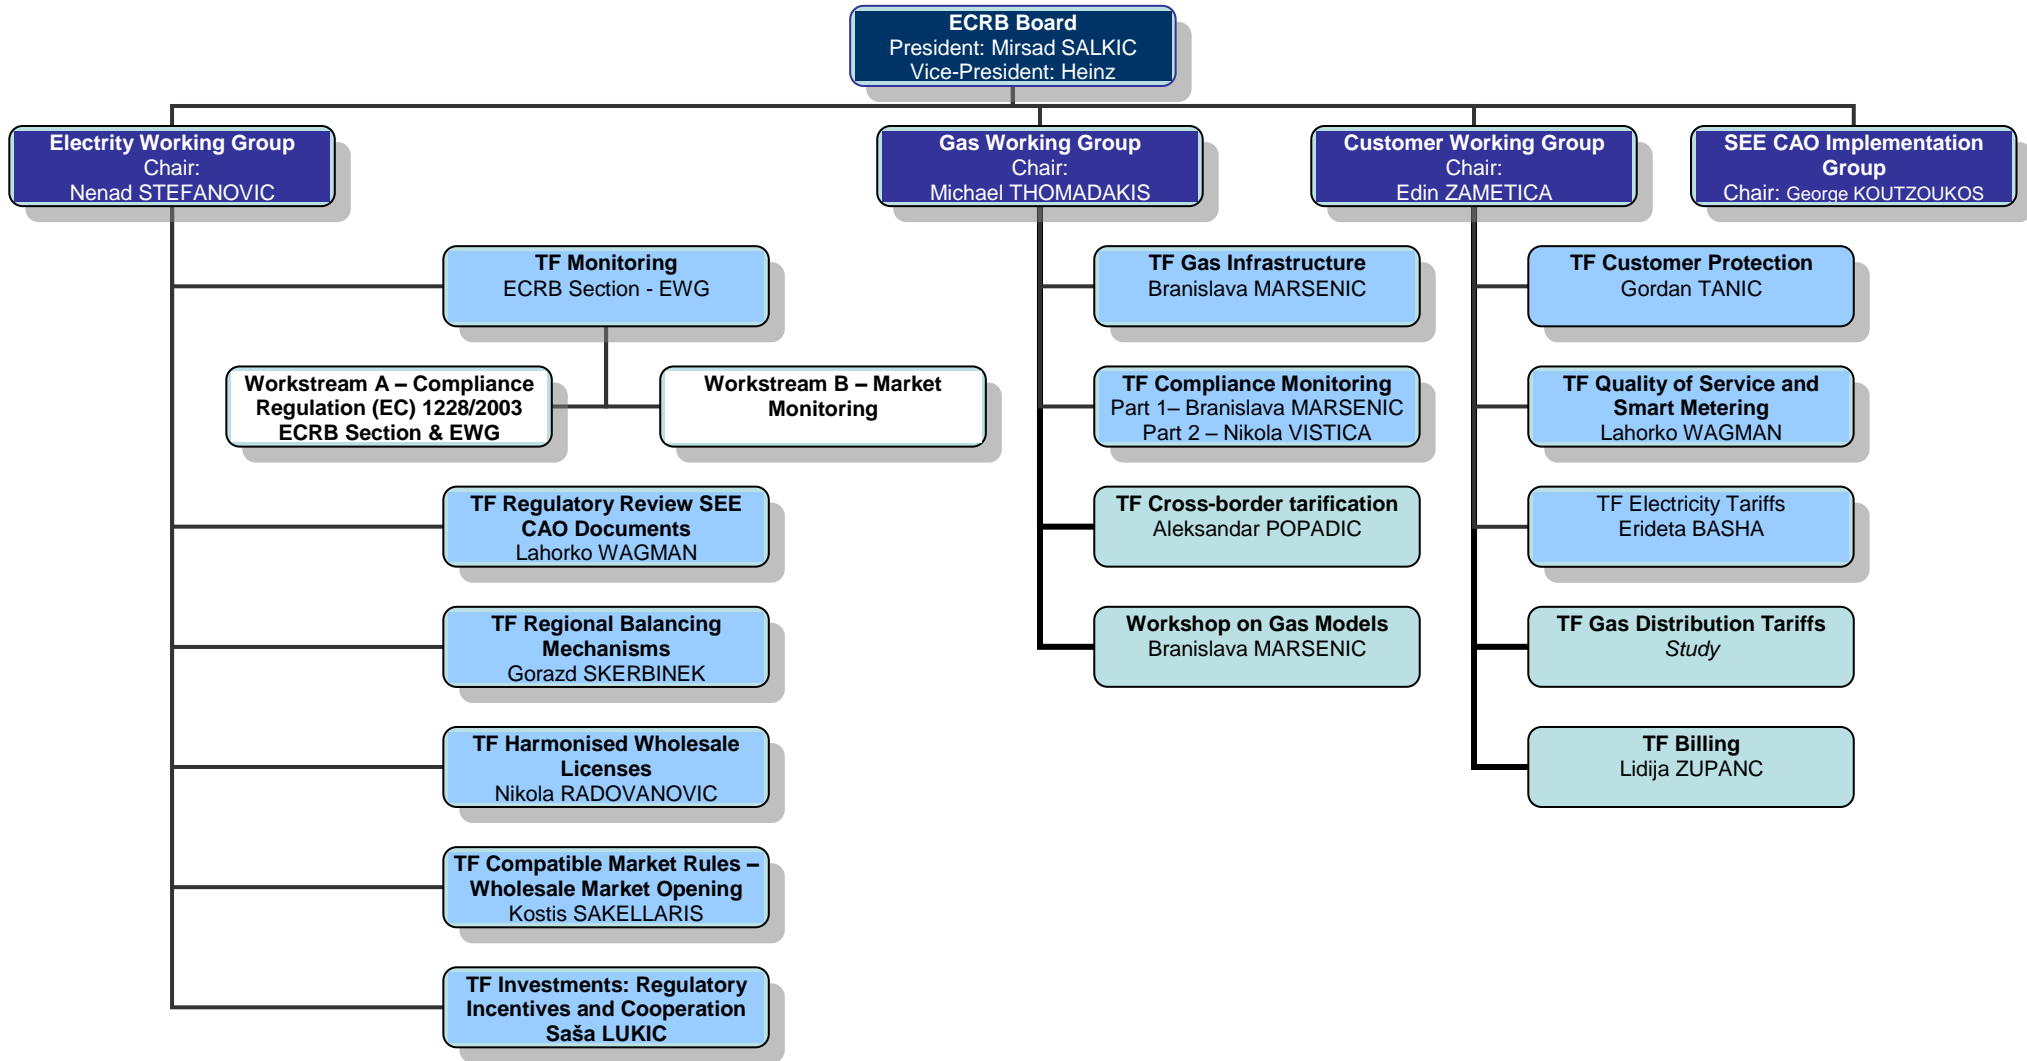 ECRB Board
President: Mirsad SALKIC
Vice-President: Heinz
Electrity Working Group
Chair:
Nenad STEFANOVIC
Gas Working Group
Chair:
Michael THOMADAKIS
Customer Working Group
Chair:
Edin ZAMETICA
SEE CAO Implementation
Group
Chair: George KOUTZOUKOS
TF Monitoring
ECRB Section - EWG
Workstream A – Compliance
Regulation (EC) 1228/2003
ECRB Section & EWG
Workstream B – Market
Monitoring
TF Regulatory Review SEE
CAO Documents
Lahorko WAGMAN
TF Regional Balancing
Mechanisms
Gorazd SKERBINEK
TF Harmonised Wholesale
Licenses
Nikola RADOVANOVIC
TF Compatible Market Rules –
Wholesale Market Opening
Kostis SAKELLARIS
TF Investments: Regulatory
Incentives and Cooperation
Saša LUKIC
TF Gas Infrastructure
Branislava MARSENIC
TF Compliance Monitoring
Part 1– Branislava MARSENIC
Part 2 – Nikola VISTICA
TF Cross-border tarification
Aleksandar POPADIC
Workshop on Gas Models
Branislava MARSENIC
TF Customer Protection
Gordan TANIC
TF Quality of Service and
Smart Metering
Lahorko WAGMAN
TF Electricity Tariffs
Erideta BASHA
TF Gas Distribution Tariffs
Study
TF Billing
Lidija ZUPANC